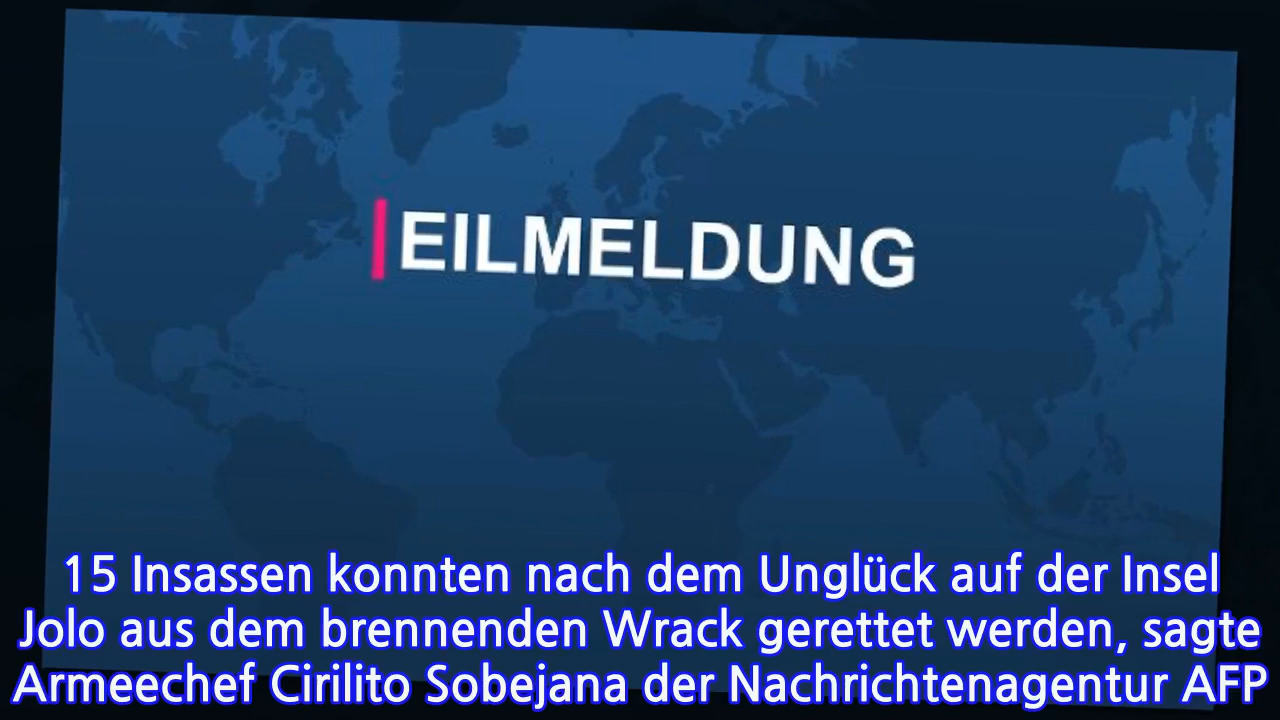 EILMELDUNG
15 Insassen konnten nach dem Unglück auf der Insel
Jolo aus dem brennenden Wrack gerettet werden, sagte
Armeechef Cirilito Sobejana der Nachrichtenagentur AFP